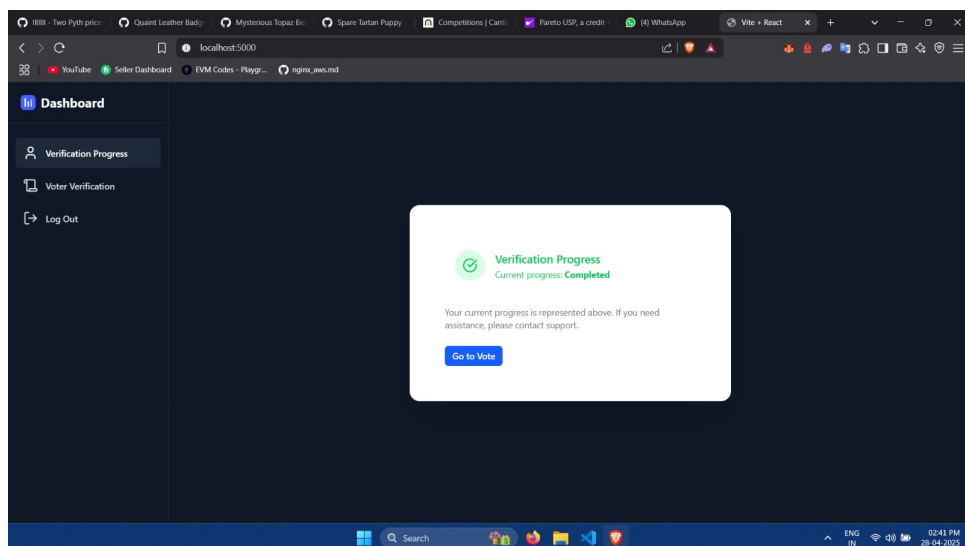 IIIIIII - Two Pyth price
Quaint Leather Badg
Mysterious Topaz Be
Spare Tartan Puppy
Competitions | Canti
Pareto USP, a credit-t
(4) WhatsApp
Vite + React
localhost:5000
YouTube
Seller Dashboard
EVM Codes - Playgr...
nginx_aws.md
Dashboard
Verification Progress
Voter Verification
Log Out
Verification Progress
Current progress: Completed
Your current progress is represented above. If you need
assistance, please contact support.
Go to Vote
Search
ENG
IN
02:41 PM
28-04-2025